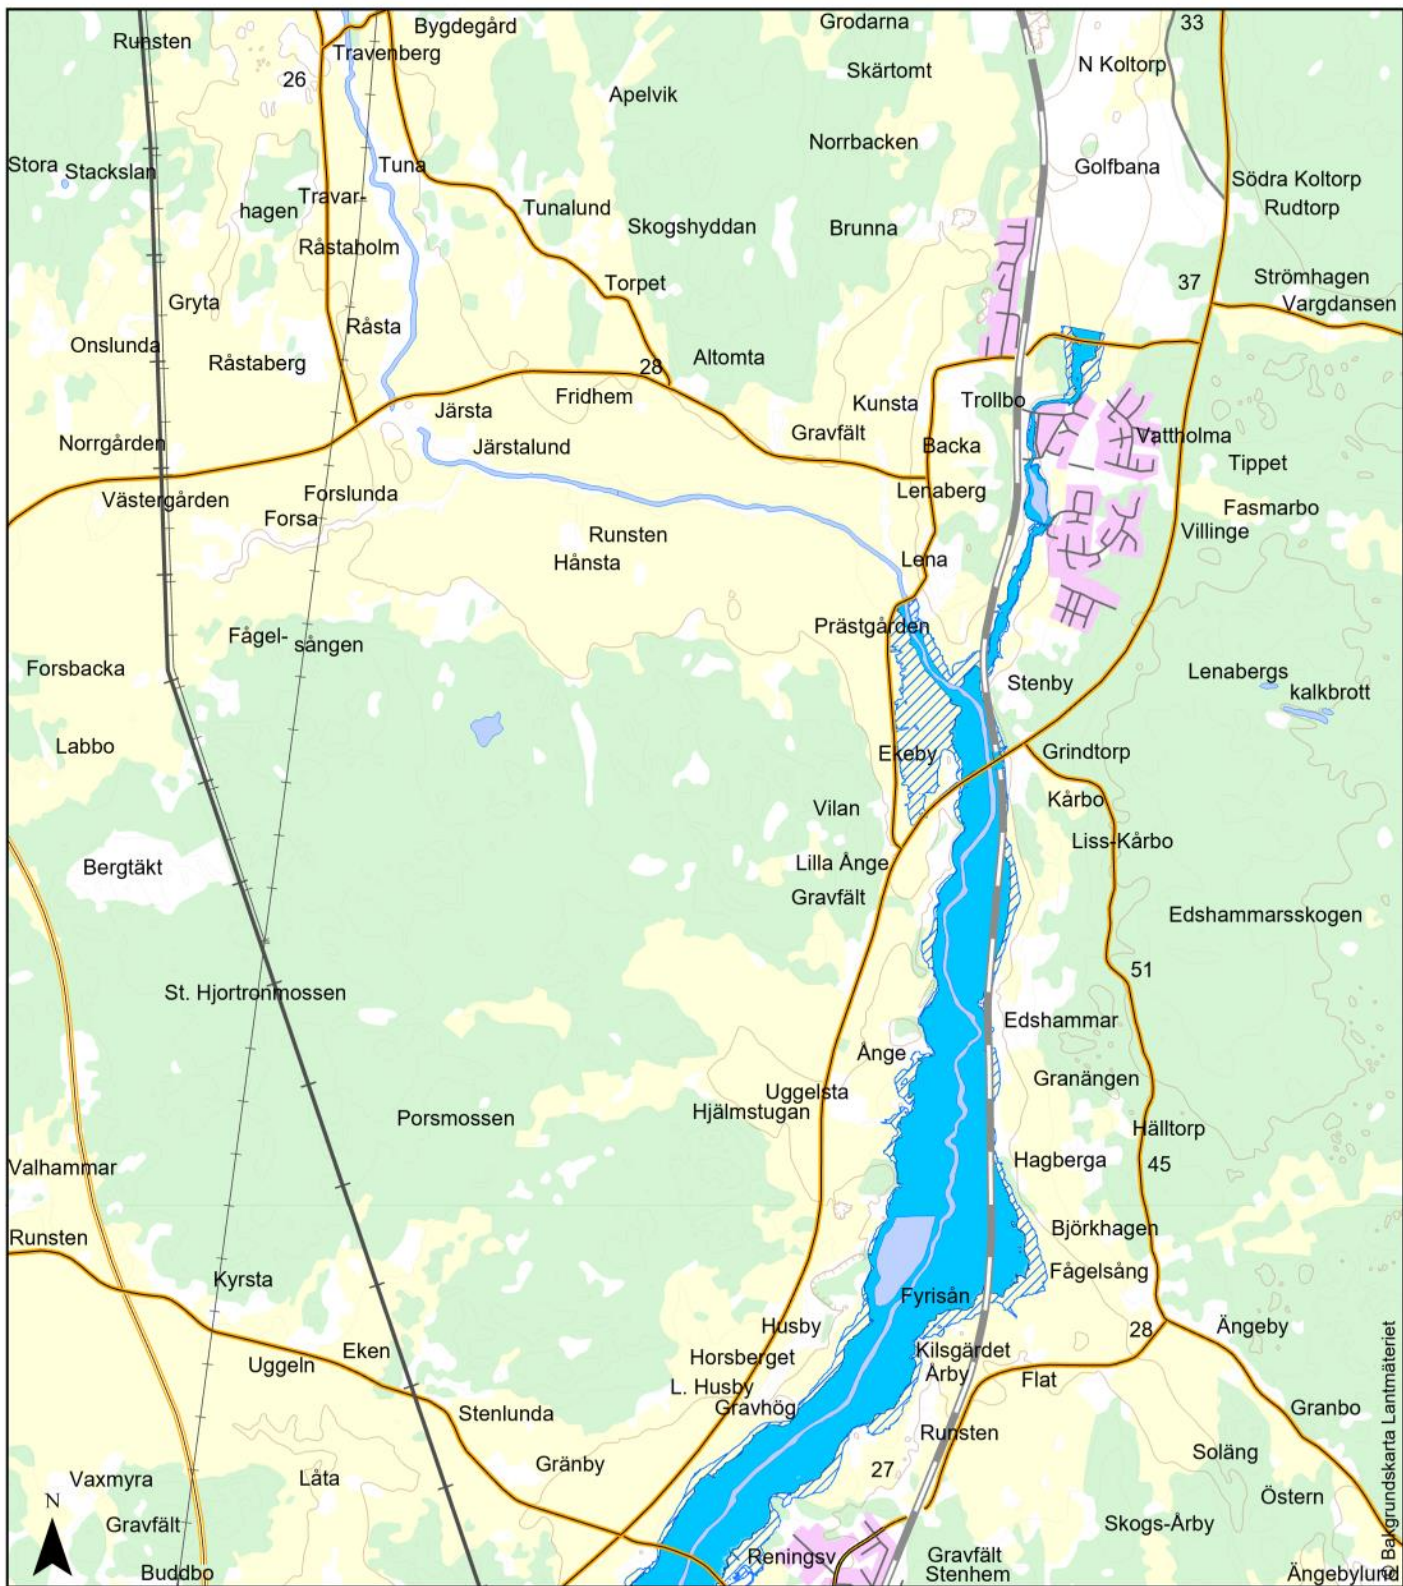 Grodarna
33
Bygdegård
Runsten
Travenberg
N Koltorp
Skärtomt
26
Apelvik
Norrbacken
Stora
Stackslan
Tuna
Golfbana
Södra Koltorp
Travar-
hagen
Tunalund
Rudtorp
Skogshyddan
Brunna
Råstaholm
Torpet
37
Strömhagen
Gryta
Vargdansen
Råsta
Onslunda
Råstaberg
28
Altomta
Fridhem
Kunsta
Trollbo
Järsta
Gravfält
Vattholma
Norrgården
Järstalund
Backa
Tippet
Västergården
Forslunda
Lenaberg
Forsa
Fasmarbo
Runsten
Villinge
Hånsta
Lena
Prästgården
Fågel-
sången
Forsbacka
Stenby
Lenabergs
kalkbrott
Labbo
Ekeby
Grindtorp
Kårbo
Vilan
Liss-Kårbo
Bergtäkt
Lilla Ånge
Gravfält
Edshammarsskogen
51
St. Hjortronmossen
Edshammar
Ånge
Granängen
Uggelsta
Porsmossen
Hjälmstugan
Hälltorp
Valhammar
Hagberga
45
Runsten
Björkhagen
Kyrsta
Fågelsång
Fyrisån
Husby
28
Ängeby
Eken
Uggeln
Horsberget
Kilsgärdet
Årby
Flat
L. Husby
Stenlunda
Gravhög
Granbo
Runsten
Soläng
Gränby
27
Vaxmyra
Låta
Östern
N
Gravfält
Skogs-Årby
Reningsv
Gravfält
Stenhem
Buddbo
Ängebylund
© Bakgrundskarta Lantmäteriet